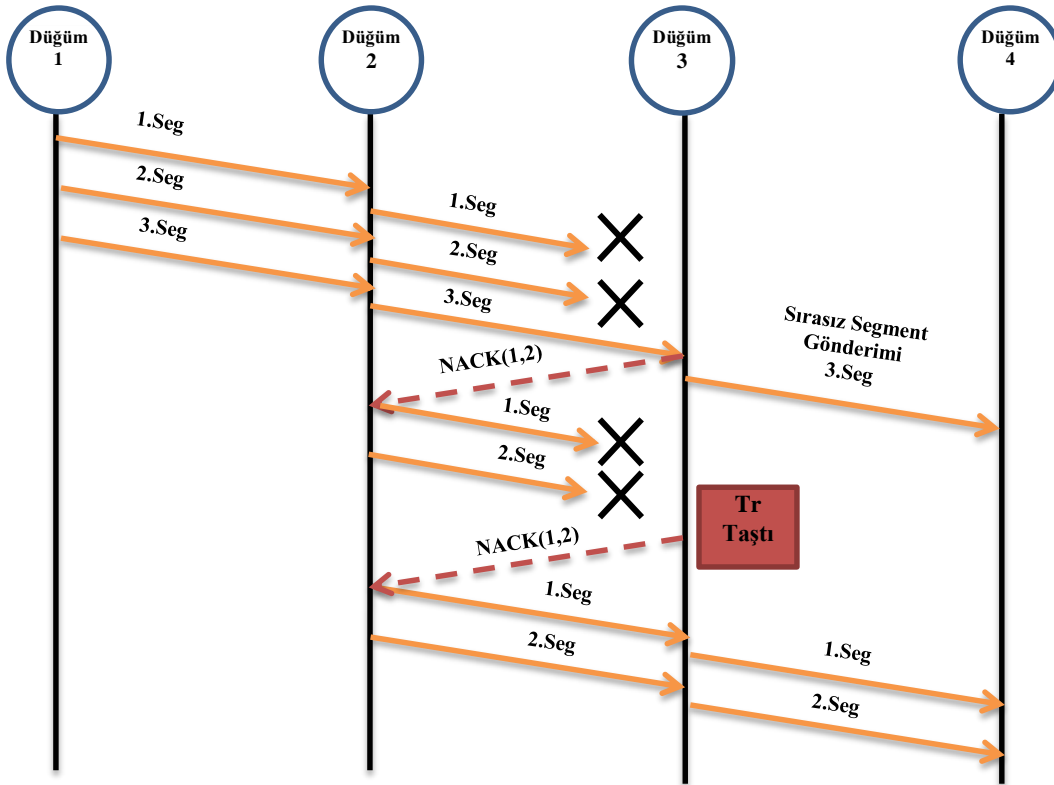 Düğüm
1
Düğüm
2
Düğüm
3
Düğüm
4
1.Seg
2.Seg
3.Seg
1.Seg
2.Seg
3.Seg
Sırasız Segment
Gönderimi
3.Seg
NACK(1,2)
1.Seg
2.Seg
Tr
Taştı
NACK(1,2)
1.Seg
2.Seg
1.Seg
2.Seg